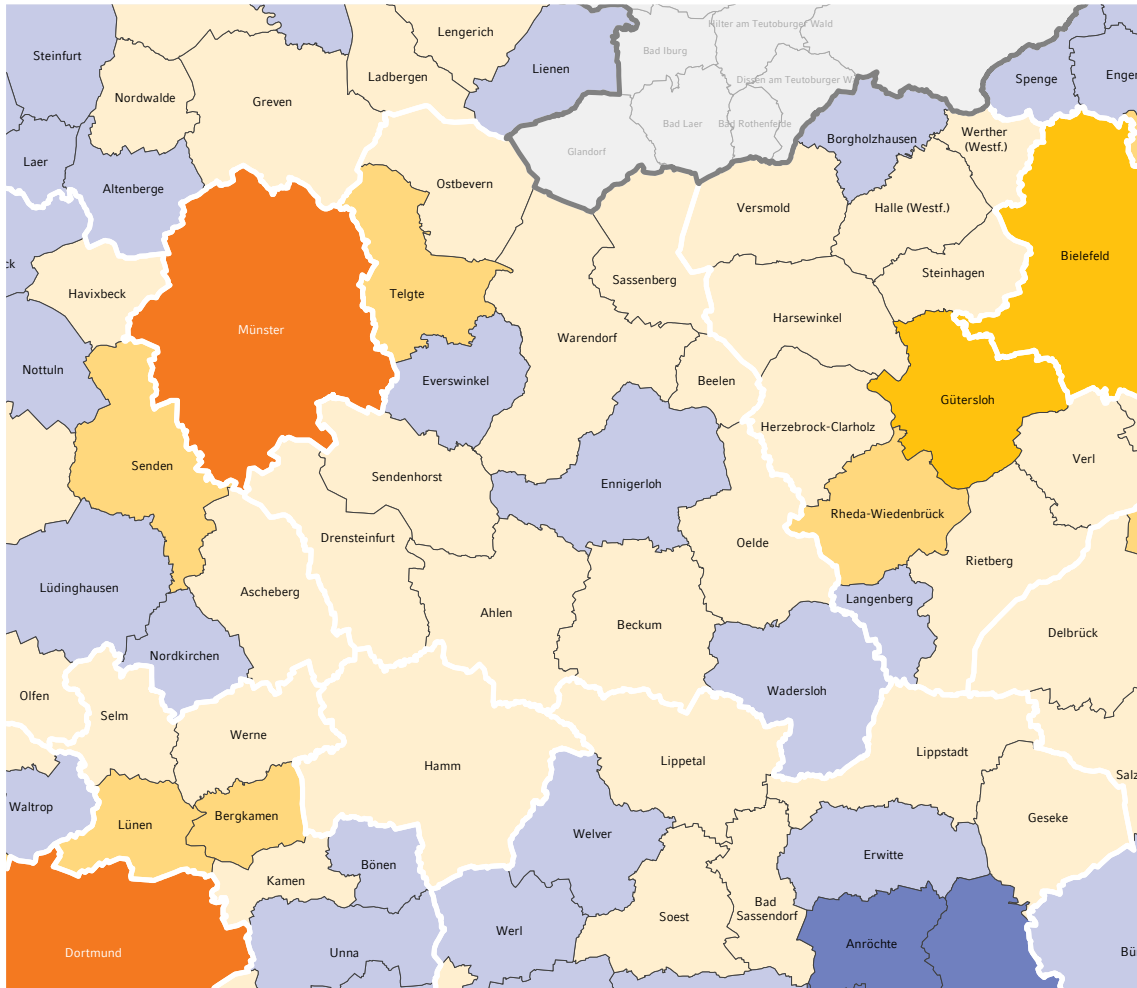 Hilter am Teutoburger Wald
Lengerich
Bad Iburg
Steinfurt
Lienen
Ladbergen
Dissen am Teutoburger W
Spenge
Enger
Nordwalde
Greven
Bad Laer
Bad Rothenfelde
Borgholzhausen
Werther
(Westf.)
Glandorf
Laer
Altenberge
Ostbevern
Versmold
Halle (Westf.)
Bielefeld
ck
Havixbeck
Telgte
Sassenberg
Steinhagen
Münster
Warendorf
Harsewinkel
Nottuln
Everswinkel
Beelen
Gütersloh
Herzebrock-Clarholz
Senden
Sendenhorst
Ennigerloh
Verl
Rheda-Wiedenbrück
Drensteinfurt
Oelde
Rietberg
Lüdinghausen
Ascheberg
Langenberg
Ahlen
Beckum
Delbrück
Nordkirchen
Wadersloh
Olfen
Selm
Werne
Hamm
Lippetal
Lippstadt
Salz
Waltrop
Lünen
Bergkamen
Welver
Geseke
Erwitte
Bönen
Kamen
Bad
Sassendorf
Soest
Werl
Anröchte
Dortmund
Unna
Bür